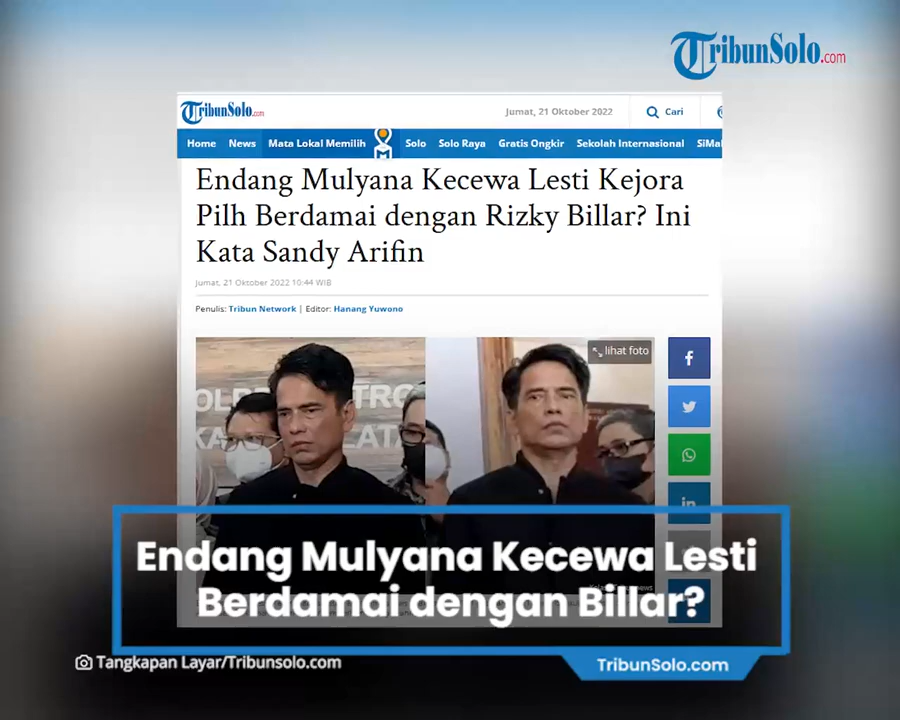 TribunSolo.com
TribunSolo.com
Jumat, 21 Oktober 2022
Cari
Home News Mata Lokal Memilih Solo Solo Raya Gratis Ongkir Sekolah Internasional SiMa
Endang Mulyana Kecewa Lesti Kejora
Pilh Berdamai dengan Rizky Billar? Ini
Kata Sandy Arifin
Jumat, 21 Oktober 2022 10:44 WIB
Penulis: Tribun Network | Editor: Hanang Yuwono
lihat foto
Endang Mulyana Kecewa Lesti
Berdamai dengan Billar?
Tangkapan Layar/Tribunsolo.com
TribunSolo.com